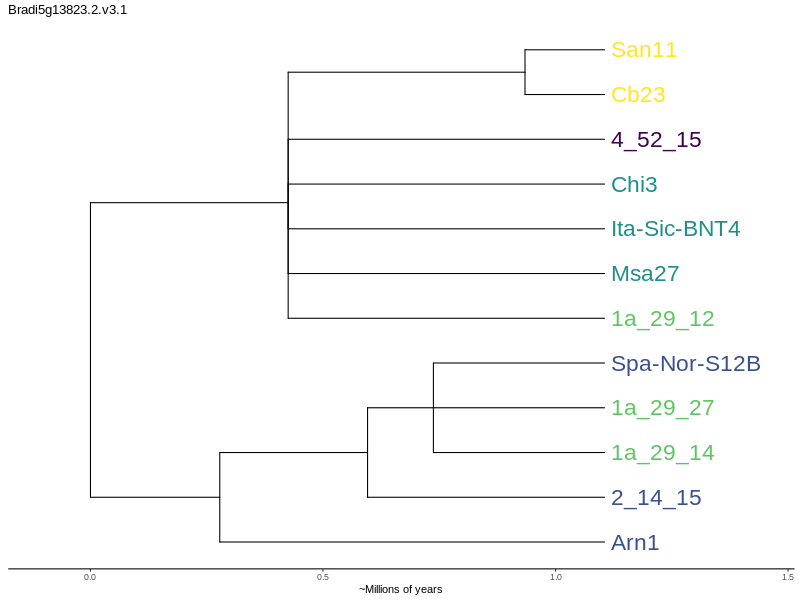 Bradi5g13823.2.v3.1
San11
Cb23
4_52_15
Chi3
Ita-Sic-BNT4
Msa27
1a_29_12
Spa-Nor-S12B
1a_29_27
1a_29_14
2_14_15
Arn1
0.0 0.5 1.0 1.5
~Millions of years